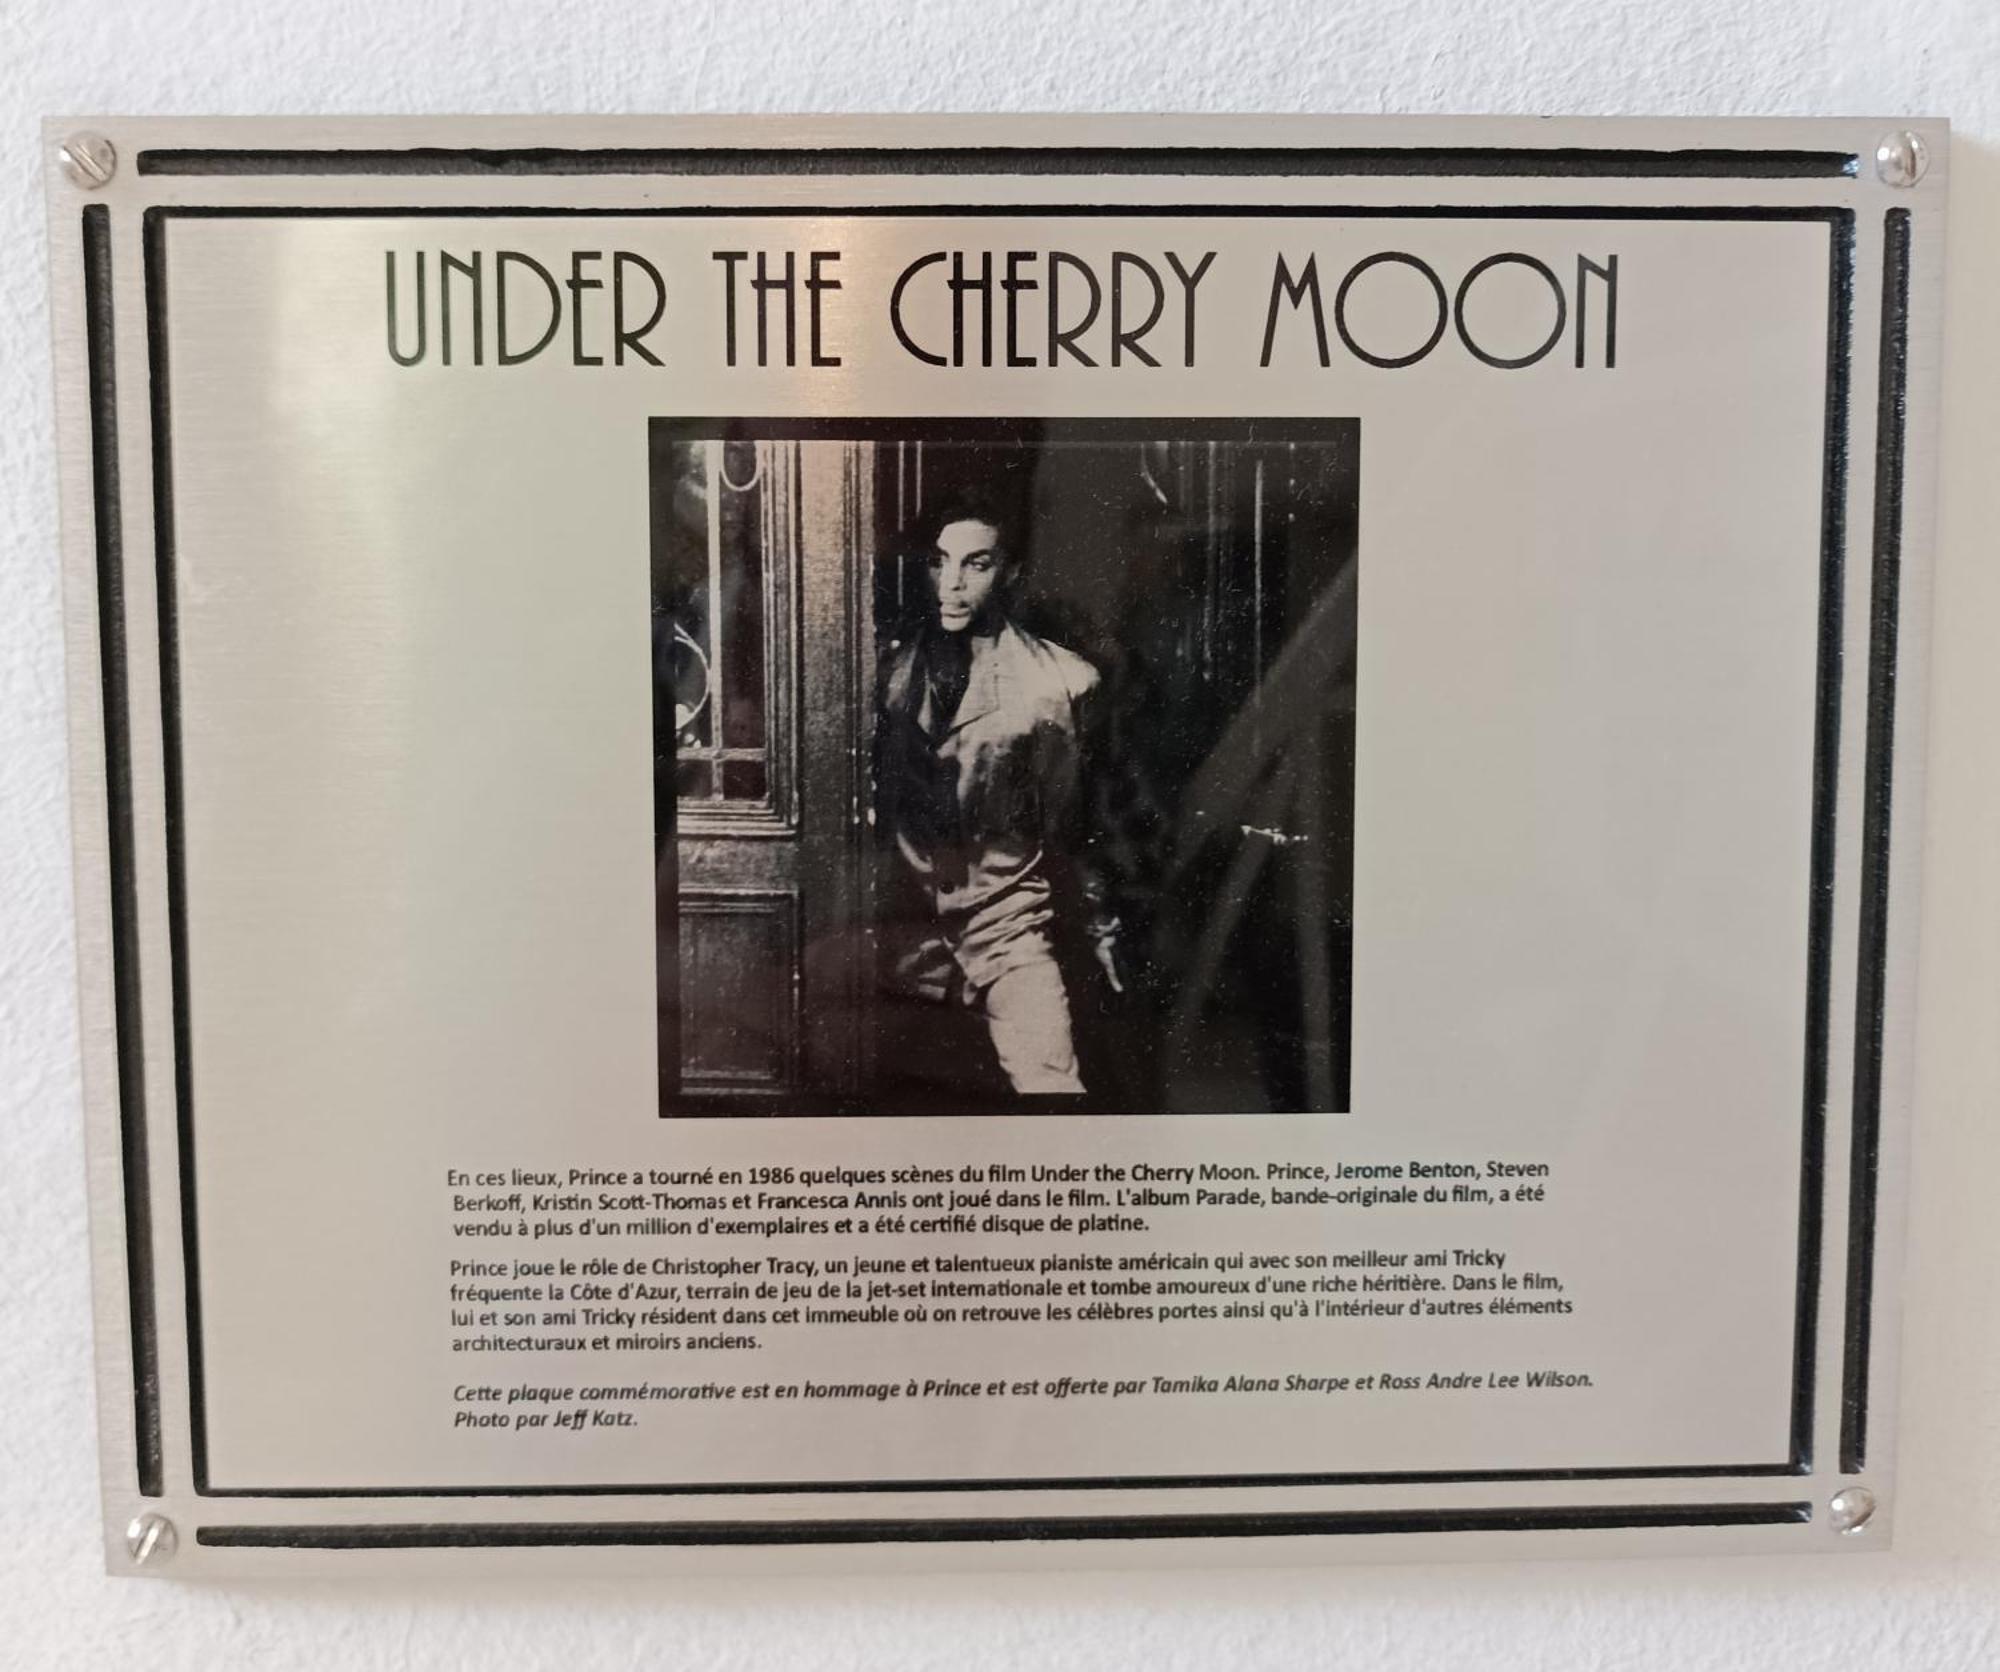 UNDER THE CHERRY MOON
En ces lieux, Prince a tourné en 1986 quelques scènes du film Under the Cherry Moon. Prince, Jerome Benton, Steven
Berkoff, Kristin Scott-Thomas et Francesca Annis ont joué dans le film. L'album Parade, bande-originale du film, a été
vendu à plus d'un million d'exemplaires et a été certifié disque de platine.
Prince joue le rôle de Christopher Tracy, un jeune et talentueux pianiste américain qui avec son meilleur ami Tricky
fréquente la Côte d'Azur, terrain de jeu de la jet-set internationale et tombe amoureux d'une riche héritière. Dans le film,
lui et son ami Tricky résident dans cet immeuble où on retrouve les célèbres portes ainsi qu'à l'intérieur d'autres éléments
architecturaux et miroirs anciens.
Cette plaque commémorative est en hommage à Prince et est offerte par Tamika Alana Sharpe et Ross Andre Lee Wilson.
Photo par Jeff Katz.